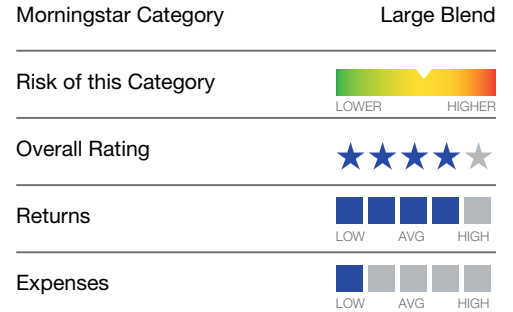 Morningstar Category Large Blend
Risk of this Category
LOWER HIGHER
Overall Rating
Returns
LOW AVG HIGH
Expenses
LOW AVG HIGH